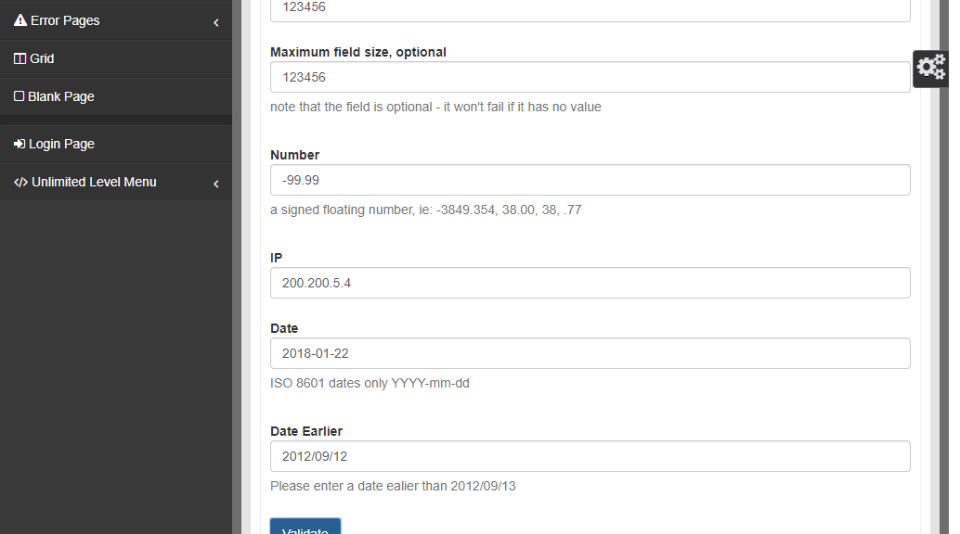 Error Pages
Grid
Blank Page
Login Page
Unlimited Level Menu
123456
Maximum field size, optional
123456
note that the field is optional - it won't fail if it has no value
Number
-99.99
a signed floating number, ie: -3849.354, 38.00, 38, .77
IP
200.200.5.4
Date
2018-01-22
ISO 8601 dates only YYYY-mm-dd
Date Earlier
2012/09/12
Please enter a date ealier than 2012/09/13
Validate